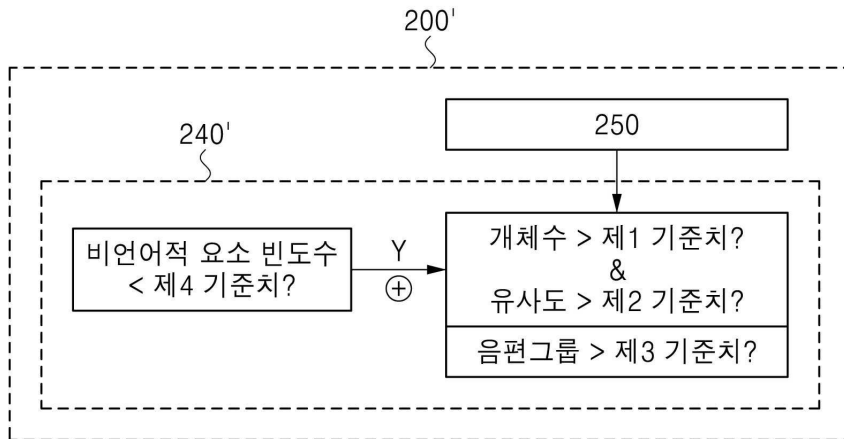 200'
240'
250
비언어적 요소 빈도수
< 제4 기준치?
Y
+
개체수 > 제1 기준치?
&
유사도 > 제2 기준치?
음편그룹 > 제3 기준치?